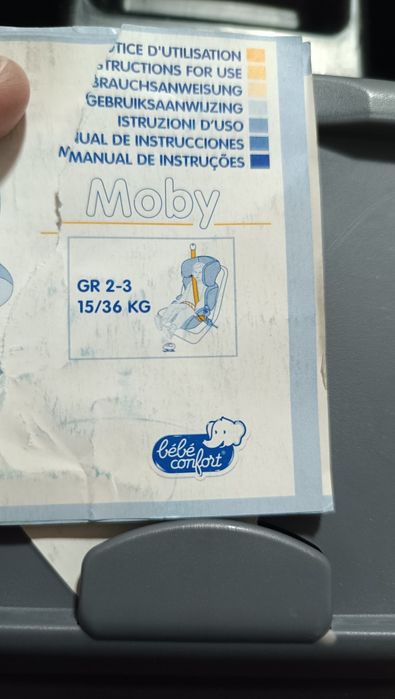 TICE D'UTILISATION
STRUCTIONS FOR USE
BRAUCHSANWEISUNG
GEBRUIKSAANWIJZING
ISTRUZIONI D'USO
UAL DE INSTRUCCIONES
MANUAL DE INSTRUÇÕES
Moby
GR 2-3
15/36 KG
bébé
confort